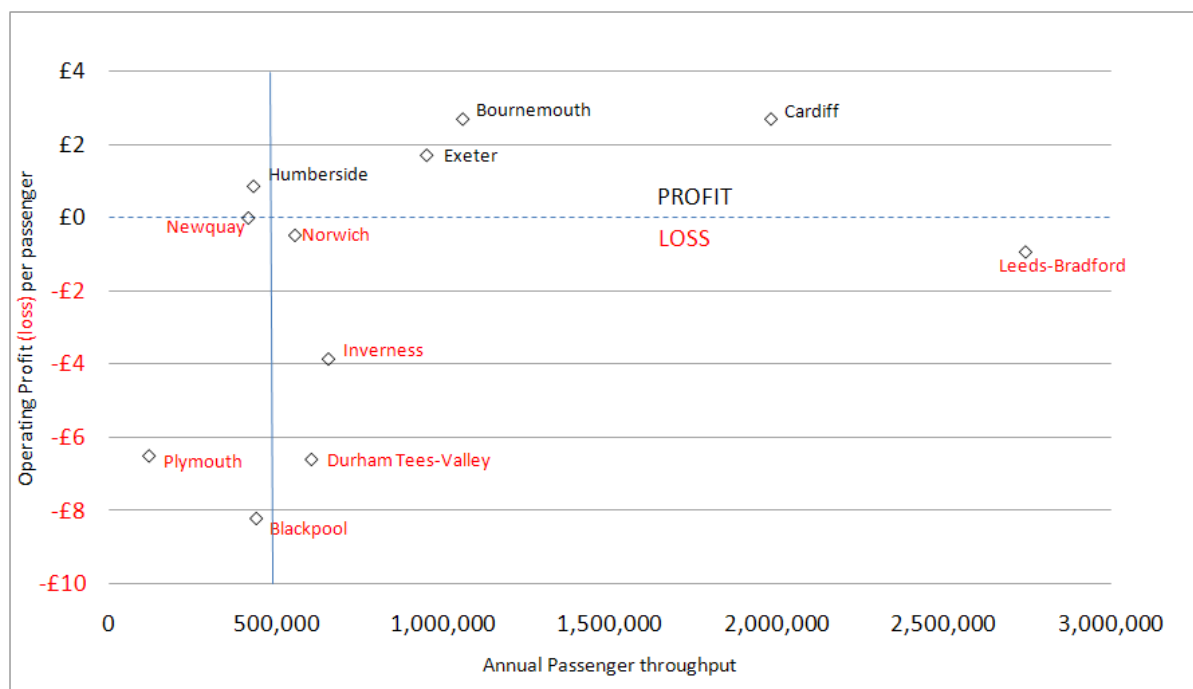 £4
£2
£0
-£2
-£4
-£6
-£8
-£10
Operating Profit (loss) per passenger
Bournemouth
Cardiff
Exeter
Humberside
PROFIT
Newquay
Norwich
LOSS
Leeds-Bradford
Inverness
Plymouth
Durham Tees-Valley
Blackpool
0 500,000 1,000,000 1,500,000 2,000,000 2,500,000 3,000,000
Annual Passenger throughput